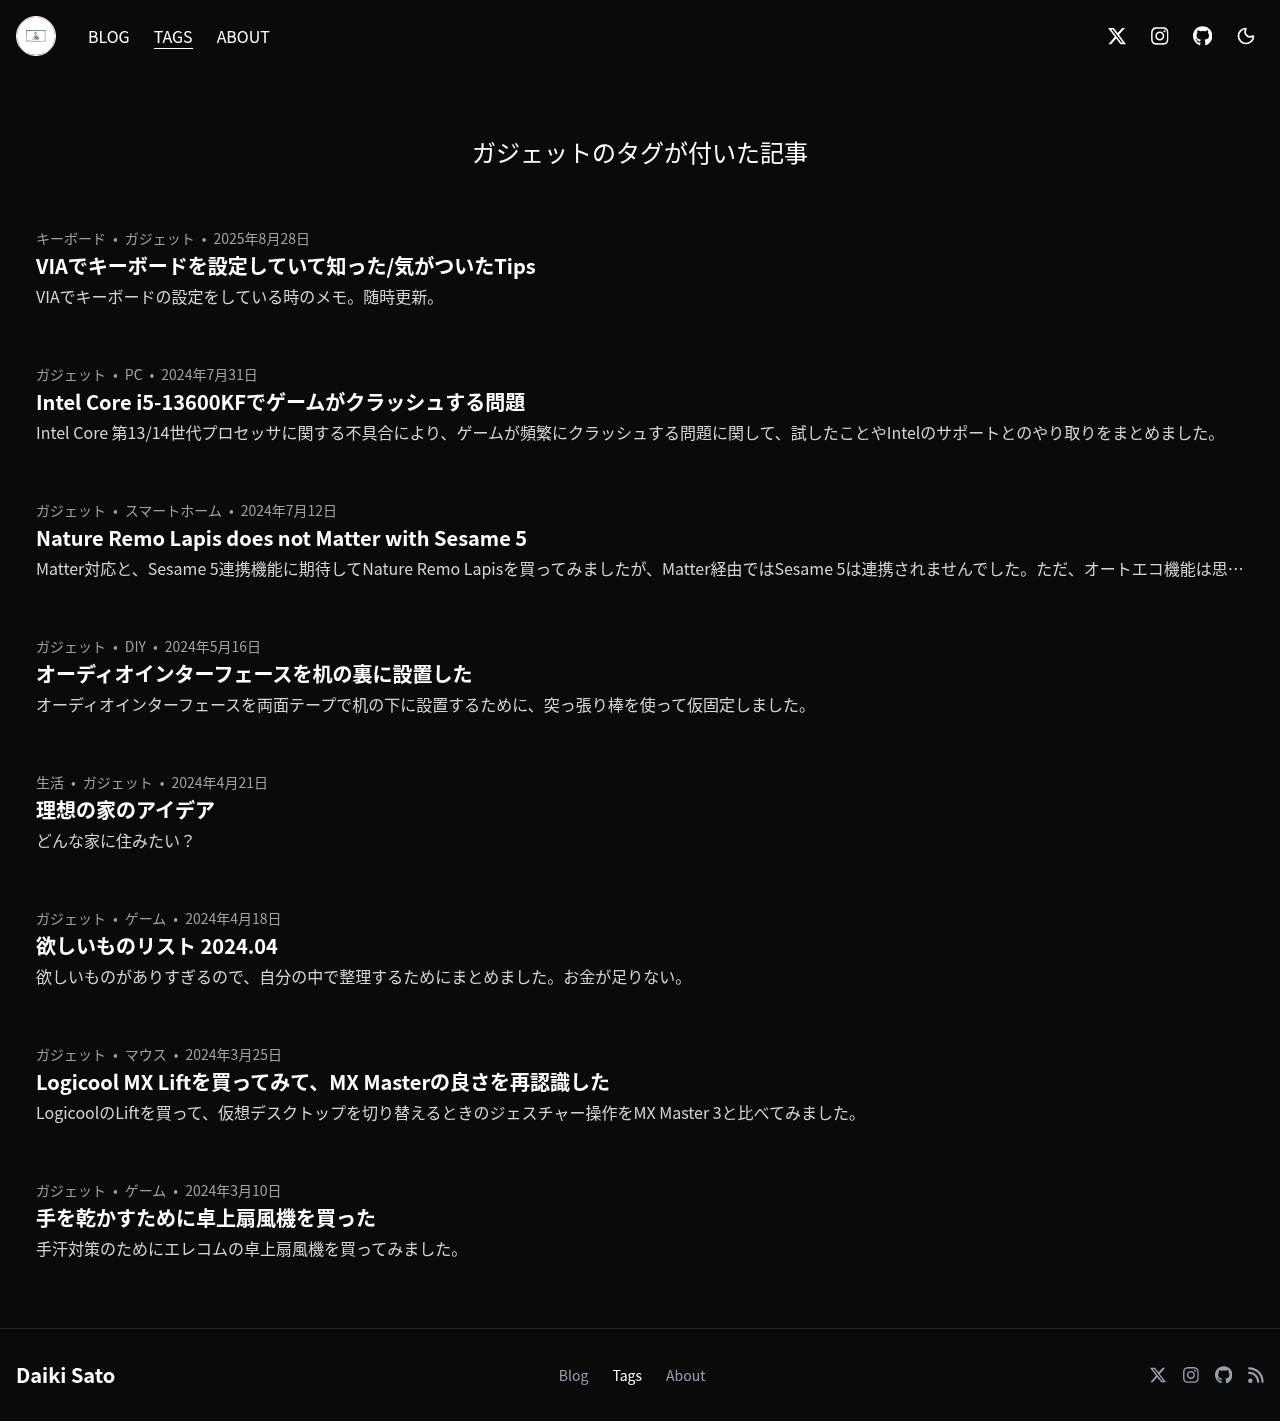 BLOG TAGS ABOUT
ガジェットのタグが付いた記事
キーボード • ガジェット • 2025年8月28日
VIAでキーボードを設定していて知った/気がついたTips
VIAでキーボードの設定をしている時のメモ。随時更新。
ガジェット • PC • 2024年7月31日
Intel Core i5-13600KFでゲームがクラッシュする問題
Intel Core 第13/14世代プロセッサに関する不具合により、ゲームが頻繁にクラッシュする問題に関して、試したことやIntelのサポートとのやり取りをまとめました。
ガジェット • スマートホーム • 2024年7月12日
Nature Remo Lapis does not Matter with Sesame 5
Matter対応と、Sesame 5連携機能に期待してNature Remo Lapisを買ってみましたが、Matter経由ではSesame 5は連携されませんでした。ただ、オートエコ機能は思…
ガジェット • DIY • 2024年5月16日
オーディオインターフェースを机の裏に設置した
オーディオインターフェースを両面テープで机の下に設置するために、突っ張り棒を使って仮固定しました。
生活 • ガジェット • 2024年4月21日
理想の家のアイデア
どんな家に住みたい？
ガジェット • ゲーム • 2024年4月18日
欲しいものリスト 2024.04
欲しいものがありすぎるので、自分の中で整理するためにまとめました。お金が足りない。
ガジェット • マウス • 2024年3月25日
Logicool MX Liftを買ってみて、MX Masterの良さを再認識した
LogicoolのLiftを買って、仮想デスクトップを切り替えるときのジェスチャー操作をMX Master 3と比べてみました。
ガジェット • ゲーム • 2024年3月10日
手を乾かすために卓上扇風機を買った
手汗対策のためにエレコムの卓上扇風機を買ってみました。
Daiki Sato Blog Tags About